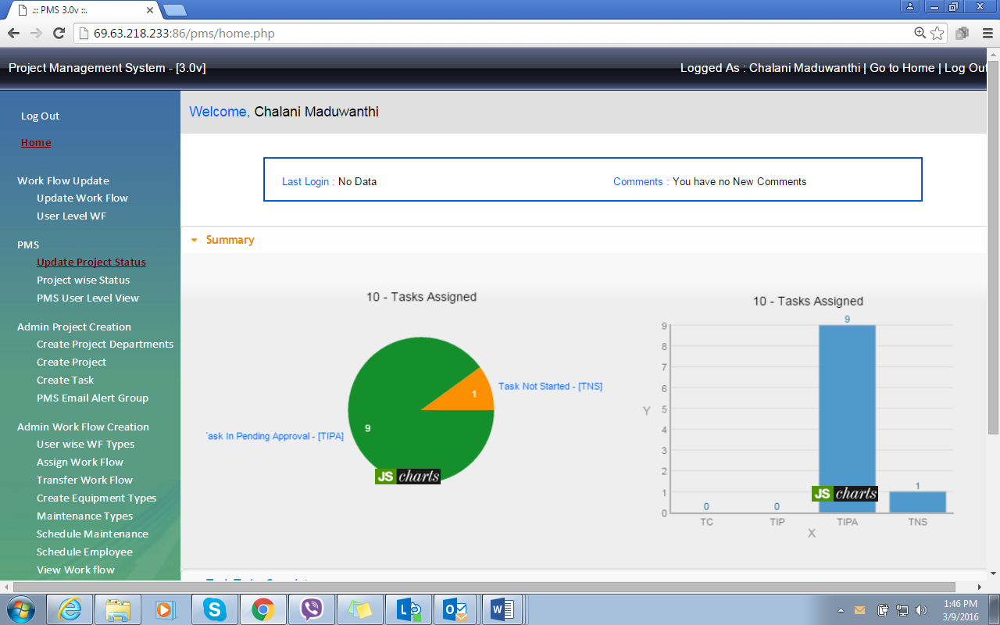 .:: PMS 3.0v ::.
69.63.218.233:86/pms/home.php
Project Management System - [3.0v]
Logged As : Chalani Maduwanthi | Go to Home | Log Out
Log Out
Home
Work Flow Update
Update Work Flow
User Level WF
PMS
Update Project Status
Project wise Status
PMS User Level View
Admin Project Creation
Create Project Departments
Create Project
Create Task
PMS Email Alert Group
Admin Work Flow Creation
User wise WF Types
Assign Work Flow
Transfer Work Flow
Create Equipment Types
Maintenance Types
Schedule Maintenance
Schedule Employee
View Work flow
Welcome, Chalani Maduwanthi
Last Login : No Data
Comments : You have no New Comments
Summary
10 - Tasks Assigned
Task Not Started - [TNS]
1
9
Task In Pending Approval - [TIPA]
JS charts
10 - Tasks Assigned
9
8
7
6
5
4
3
2
1
0
Y
0
0
9
1
JS charts
TC
TIP
TIPA
TNS
X
1:46 PM
3/9/2016